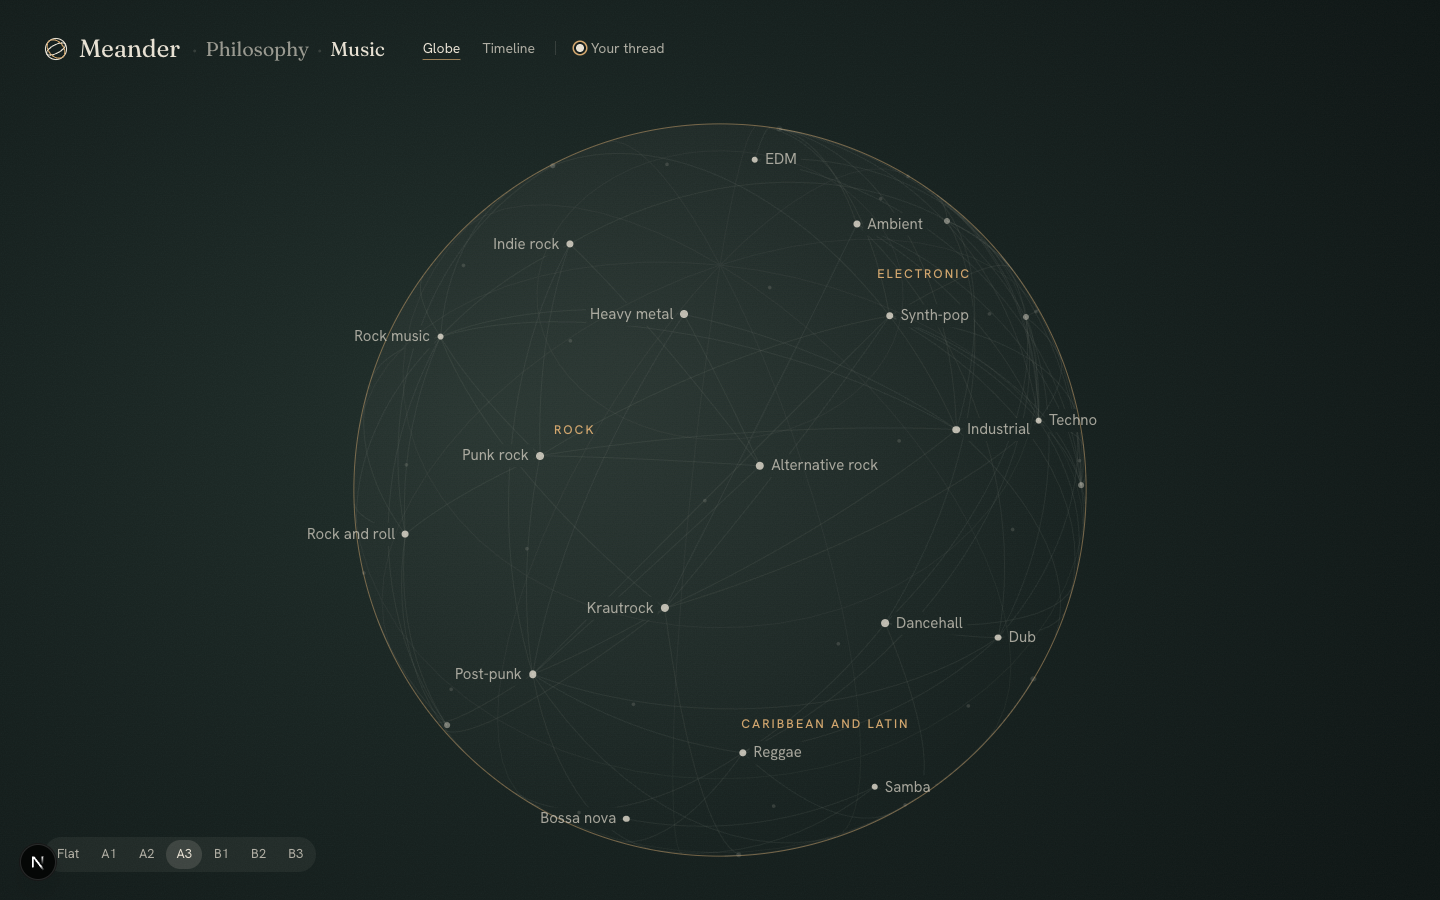 Meander · Philosophy · Music Globe Timeline Your thread
EDM
Ambient
Indie rock
ELECTRONIC
Heavy metal
Synth-pop
Rock music
Techno
Industrial
ROCK
Punk rock
Alternative rock
Rock and roll
Krautrock
Dancehall
Dub
Post-punk
CARIBBEAN AND LATIN
Reggae
Samba
Bossa nova
N Flat A1 A2 A3 B1 B2 B3